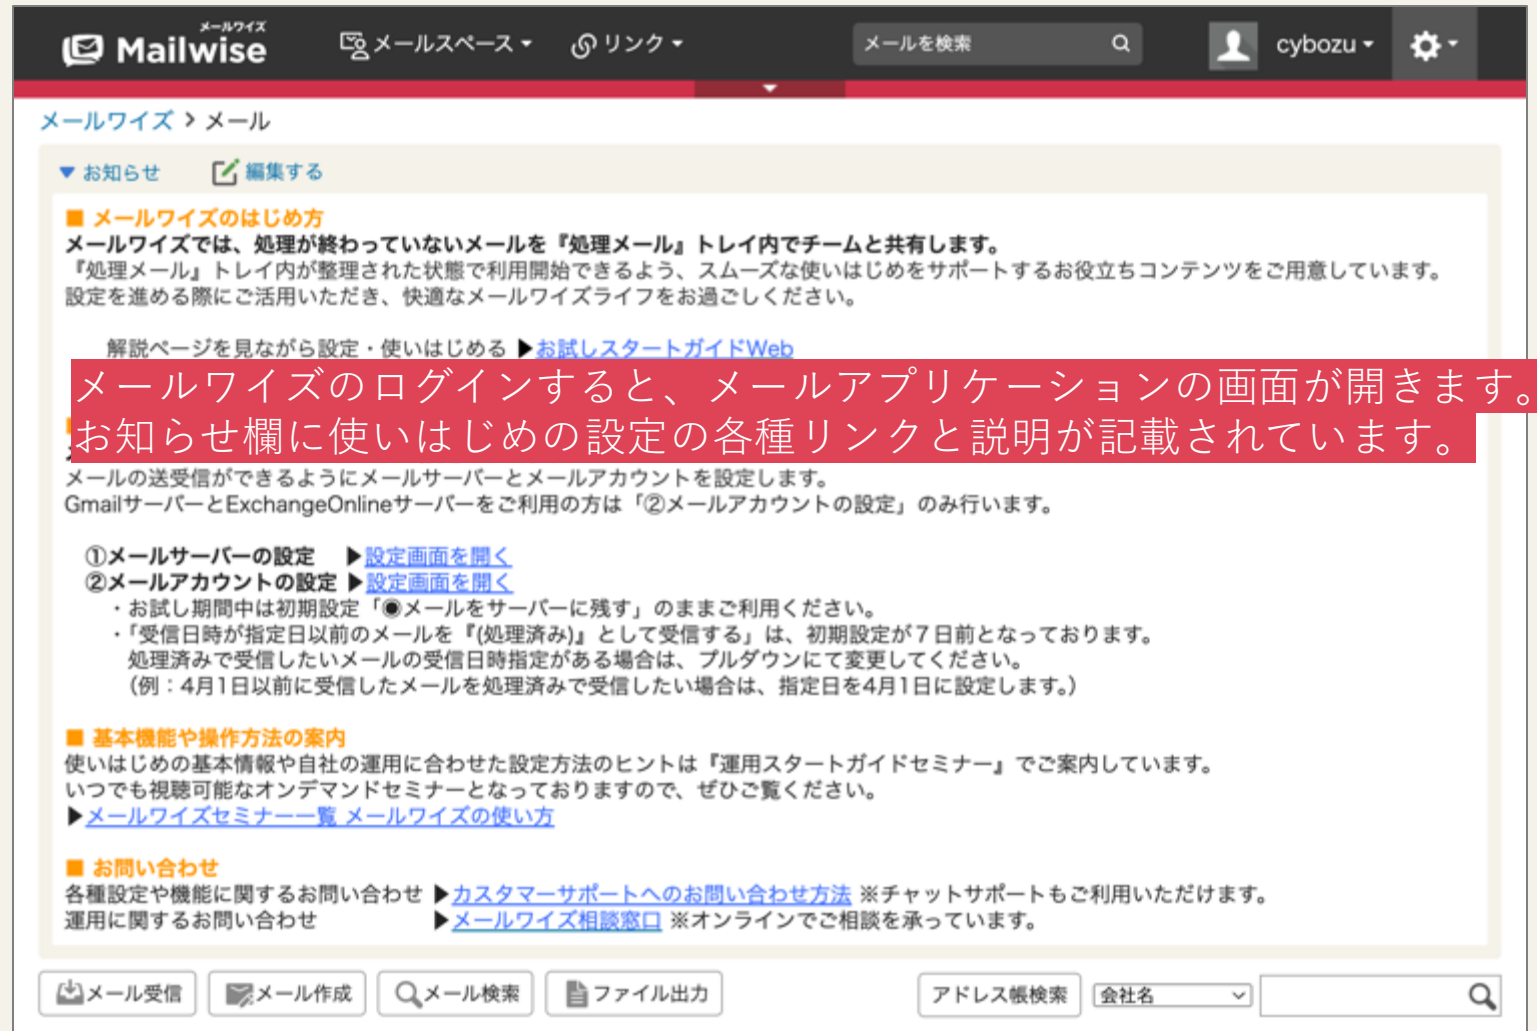 メールワイズ
Mailwise
メールスペース
リンク
メールを検索
cybozu
メールワイズ > メール
お知らせ
編集する
■ メールワイズのはじめ方
メールワイズでは、処理が終わっていないメールを『処理メール』トレイ内でチームと共有します。
『処理メール』トレイ内が整理された状態で利用開始できるよう、スムーズな使いはじめをサポートするお役立ちコンテンツをご用意しています。
設定を進める際にご活用いただき、快適なメールワイズライフをお過ごしください。
解説ページを見ながら設定・使いはじめる ▶お試しスタートガイドWeb
メールワイズのログインすると、メールアプリケーションの画面が開きます。
お知らせ欄に使いはじめの設定の各種リンクと説明が記載されています。
メールの送受信ができるようにメールサーバーとメールアカウントを設定します。
GmailサーバーとExchangeOnlineサーバーをご利用の方は「②メールアカウントの設定」のみ行います。
①メールサーバーの設定 ▶設定画面を開く
②メールアカウントの設定 ▶設定画面を開く
・お試し期間中は初期設定「◉メールをサーバーに残す」のままご利用ください。
・「受信日時が指定日以前のメールを『(処理済み)』として受信する」は、初期設定が7日前となっております。
処理済みで受信したいメールの受信日時指定がある場合は、プルダウンにて変更してください。
（例：4月1日以前に受信したメールを処理済みで受信したい場合は、指定日を4月1日に設定します。）
■ 基本機能や操作方法の案内
使いはじめの基本情報や自社の運用に合わせた設定方法のヒントは『運用スタートガイドセミナー』でご案内しています。
いつでも視聴可能なオンデマンドセミナーとなっておりますので、ぜひご覧ください。
▶メールワイズセミナー一覧 メールワイズの使い方
■ お問い合わせ
各種設定や機能に関するお問い合わせ ▶カスタマーサポートへのお問い合わせ方法 ※チャットサポートもご利用いただけます。
運用に関するお問い合わせ ▶メールワイズ相談窓口 ※オンラインでご相談を承っています。
メール受信
メール作成
メール検索
ファイル出力
アドレス帳検索
会社名